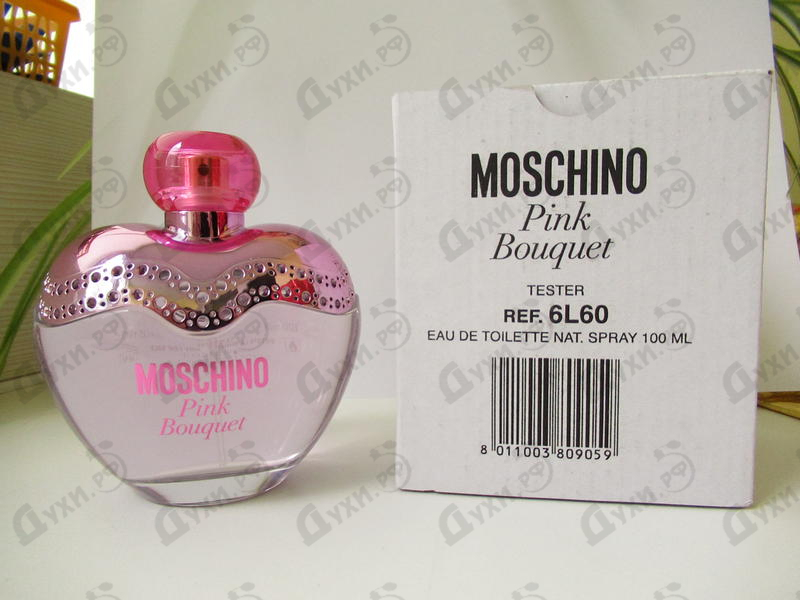 MOSCHINO
Pink
Bouquet
MOSCHINO
Pink
Bouquet
TESTER
REF. 6L60
EAU DE TOILETTE NAT. SPRAY 100 ML
8 011003 809059
Духи.РФ